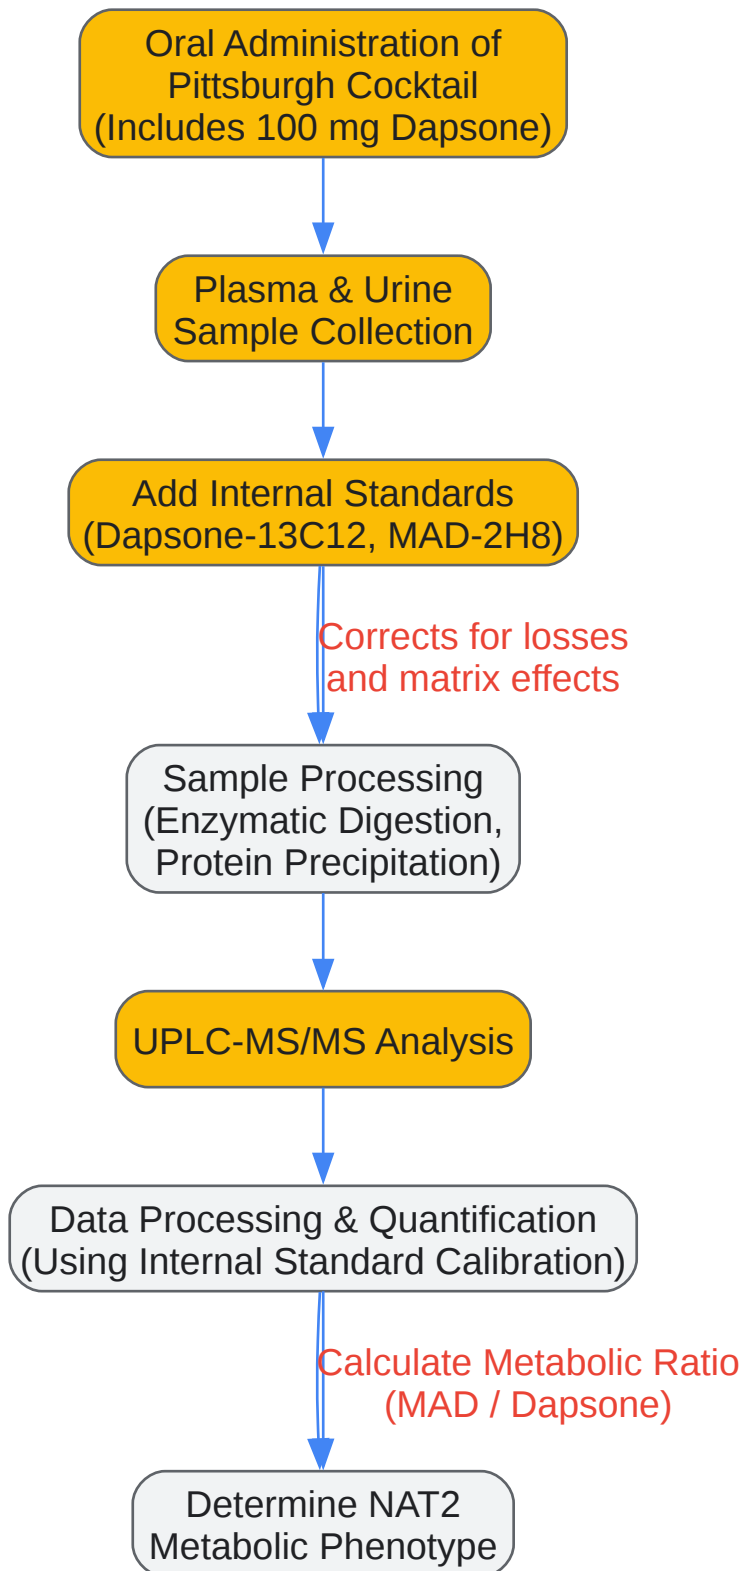 Oral Administration of
Pittsburgh Cocktail
(Includes 100 mg Dapsone)
Plasma & Urine
Sample Collection
Add Internal Standards
(Dapsone-13C12, MAD-2H8)
Corrects for losses
and matrix effects
Sample Processing
(Enzymatic Digestion,
Protein Precipitation)
UPLC-MS/MS Analysis
Data Processing & Quantification
(Using Internal Standard Calibration)
Calculate Metabolic Ratio
(MAD / Dapsone)
Determine NAT2
Metabolic Phenotype